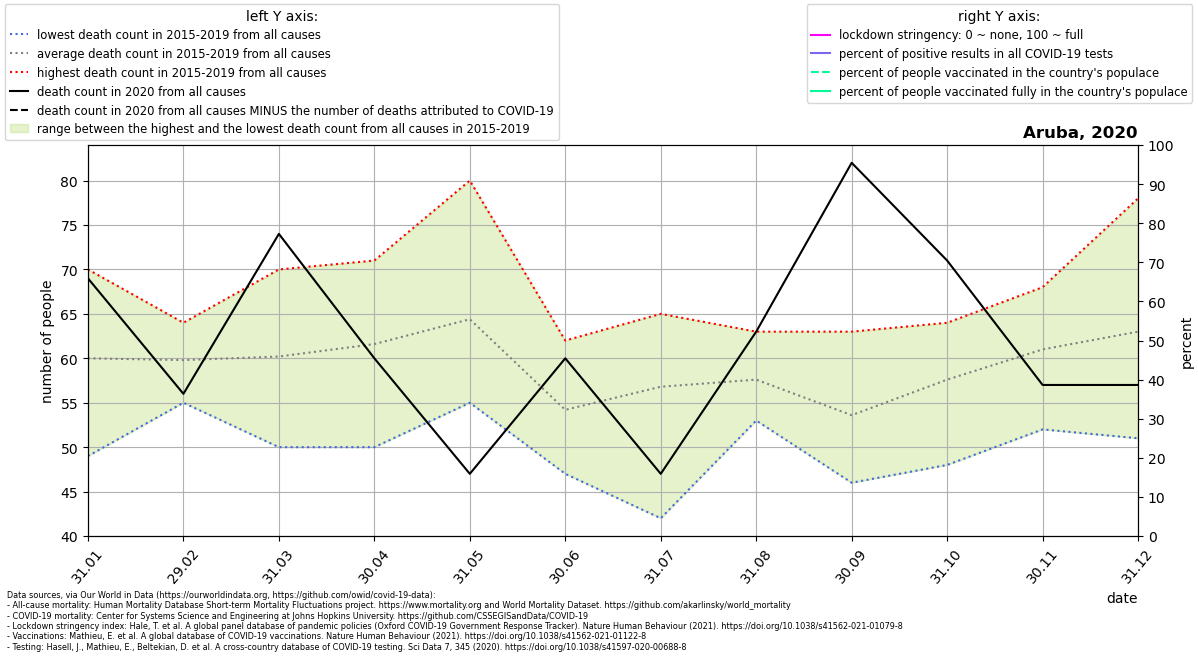 left Y axis:
lowest death count in 2015-2019 from all causes
average death count in 2015-2019 from all causes
highest death count in 2015-2019 from all causes
death count in 2020 from all causes
death count in 2020 from all causes MINUS the number of deaths attributed to COVID-19
range between the highest and the lowest death count from all causes in 2015-2019
right Y axis:
lockdown stringency: 0 ~ none, 100 ~ full
percent of positive results in all COVID-19 tests
percent of people vaccinated in the country's populace
percent of people vaccinated fully in the country's populace
Aruba, 2020
number of people
80
75
70
65
60
55
50
45
40
100
90
80
70
60
50
40
30
20
10
0
percent
31.01
29.02
31.03
30.04
31.05
30.06
31.07
31.08
30.09
31.10
30.11
31.12
date
Data sources, via Our World in Data (https://ourworldindata.org, https://github.com/owid/covid-19-data):
- All-cause mortality: Human Mortality Database Short-term Mortality Fluctuations project. https://www.mortality.org and World Mortality Dataset. https://github.com/akarlinsky/world_mortality
- COVID-19 mortality: Center for Systems Science and Engineering at Johns Hopkins University. https://github.com/CSSEGISandData/COVID-19
- Lockdown stringency index: Hale, T. et al. A global panel database of pandemic policies (Oxford COVID-19 Government Response Tracker). Nature Human Behaviour (2021). https://doi.org/10.1038/s41562-021-01079-8
- Vaccinations: Mathieu, E. et al. A global database of COVID-19 vaccinations. Nature Human Behaviour (2021). https://doi.org/10.1038/s41562-021-01122-8
- Testing: Hasell, J., Mathieu, E., Beltekian, D. et al. A cross-country database of COVID-19 testing. Sci Data 7, 345 (2020). https://doi.org/10.1038/s41597-020-00688-8